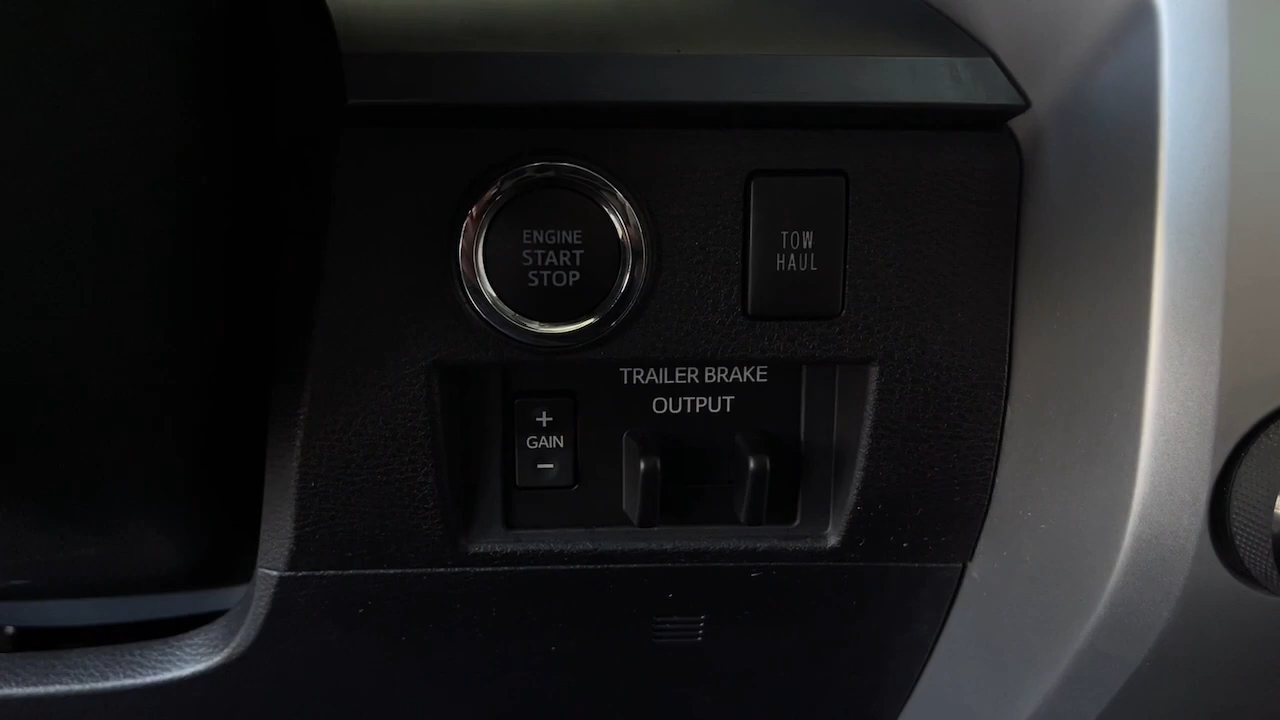 ENGINE
START
STOP
TOW
HAUL
TRAILER BRAKE
OUTPUT
+
GAIN
−